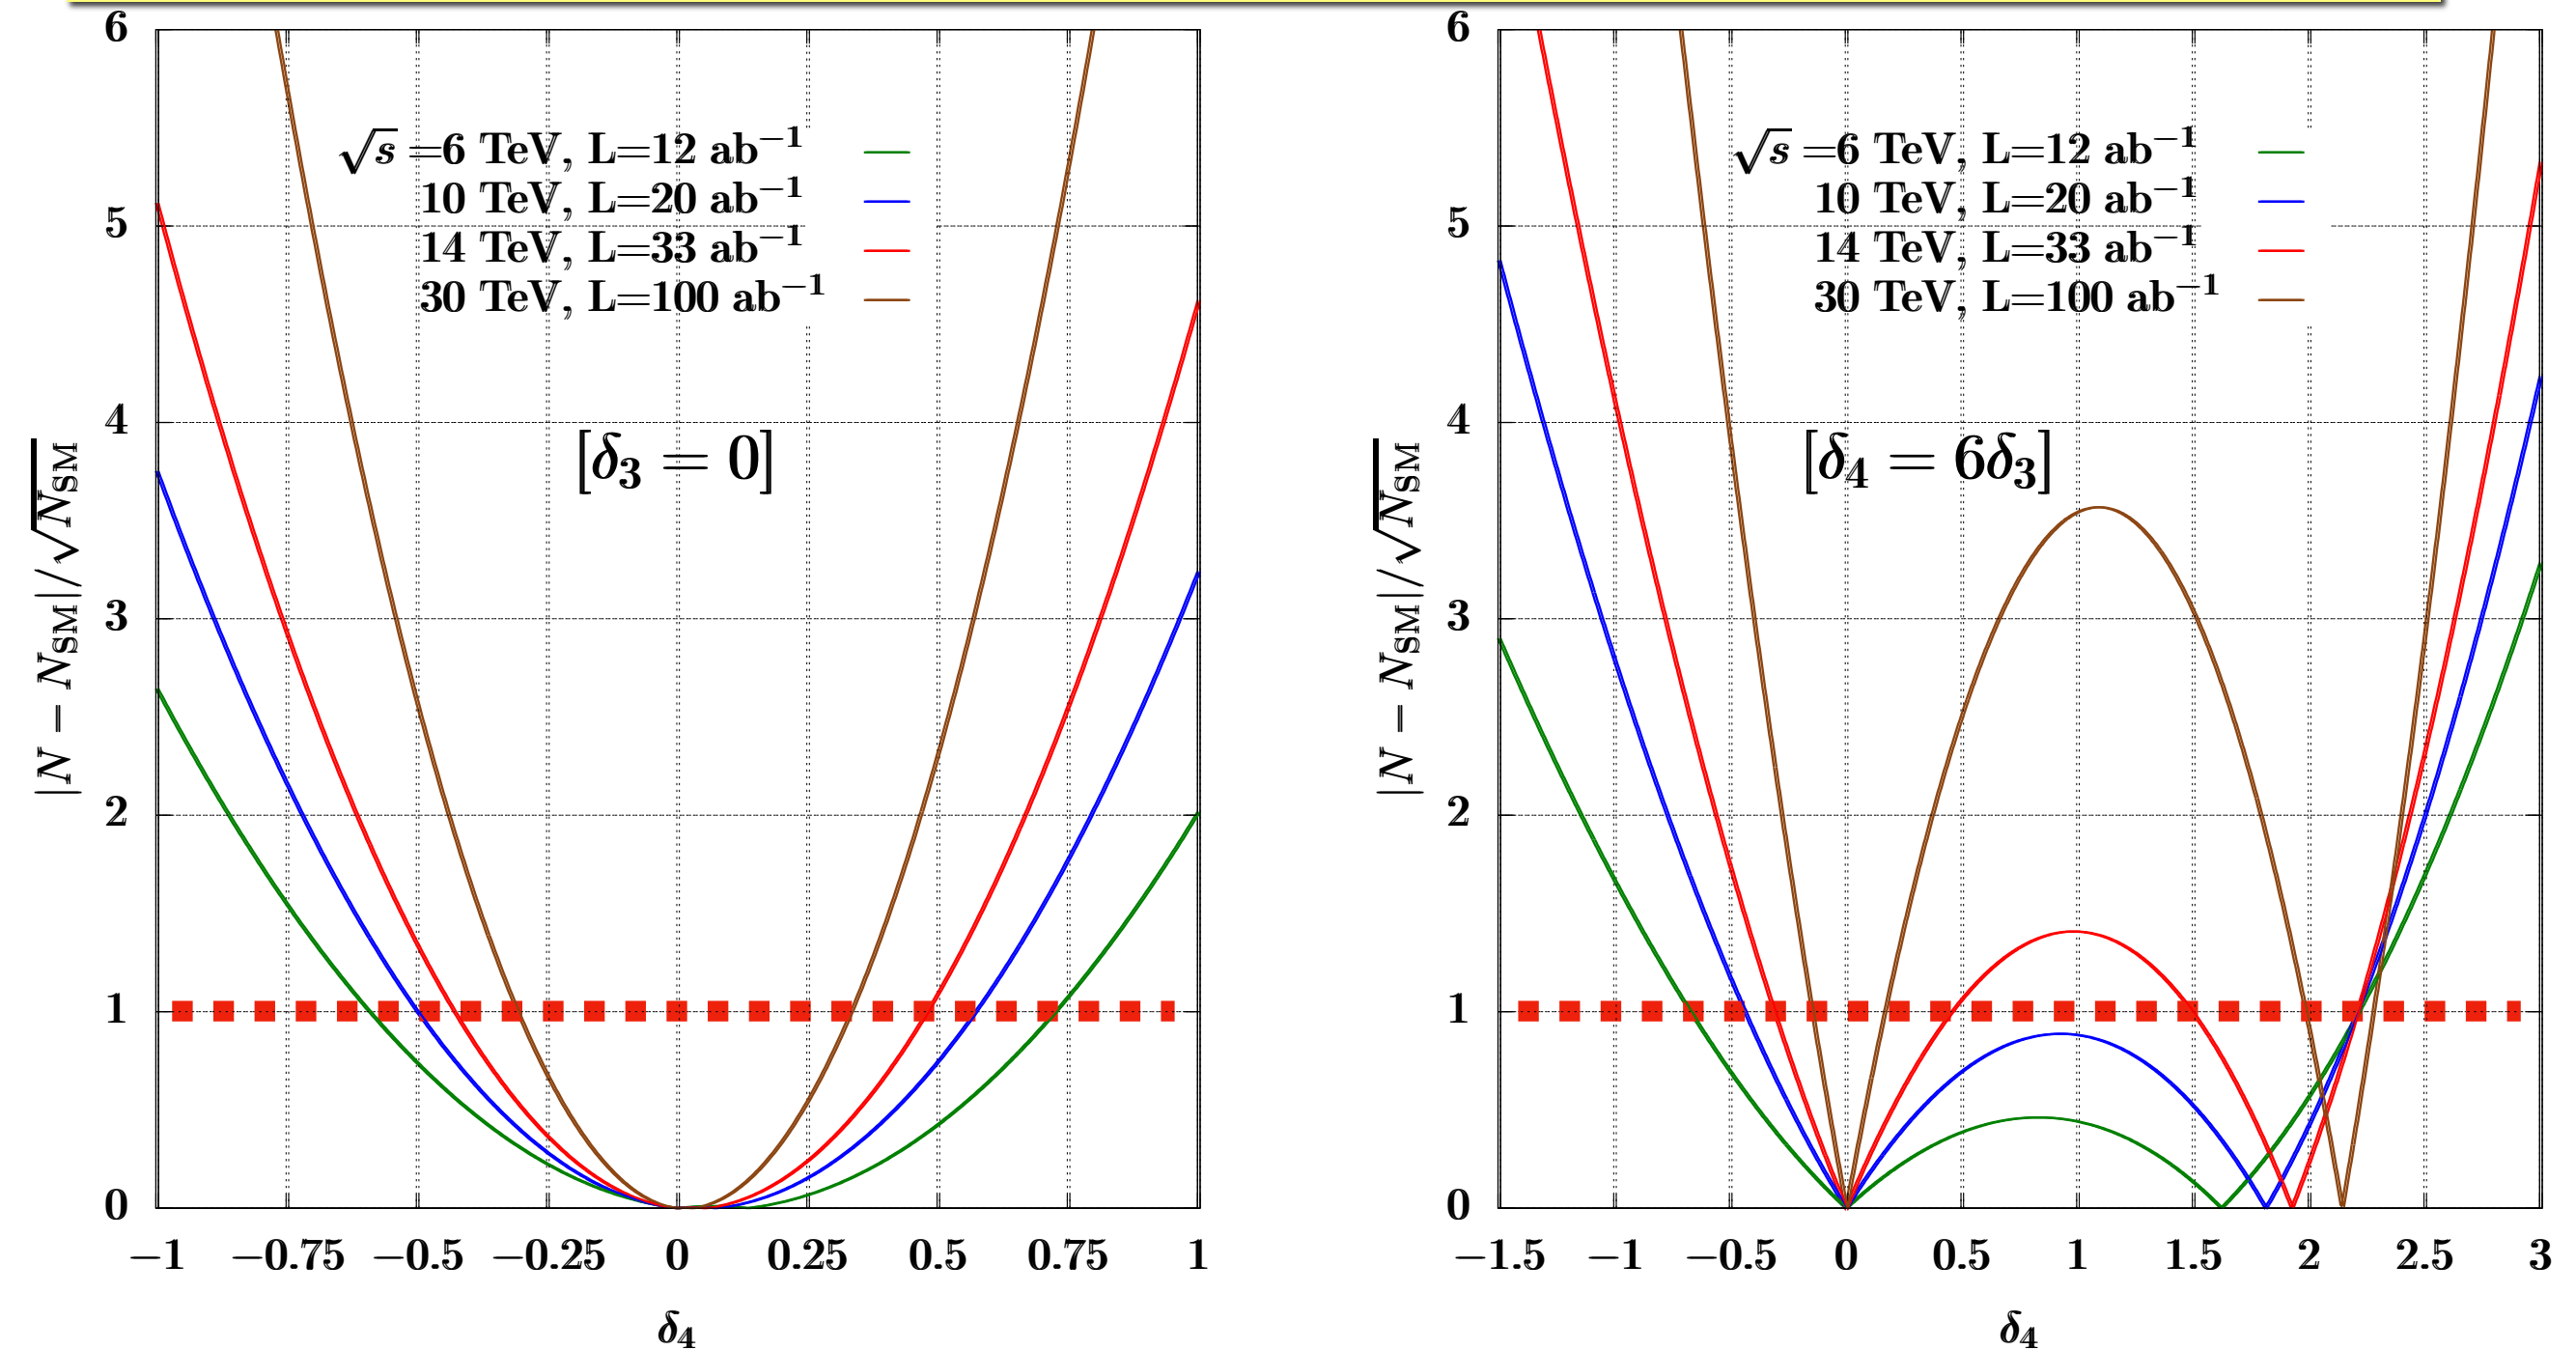 6
5
4
3
2
1
0
|N − N_SM|/√N_SM
√s =6 TeV, L=12 ab⁻¹
10 TeV, L=20 ab⁻¹
14 TeV, L=33 ab⁻¹
30 TeV, L=100 ab⁻¹
[δ₃ = 0]
−1 −0.75 −0.5 −0.25 0 0.25 0.5 0.75 1
δ₄
6
5
4
3
2
1
0
|N − N_SM|/√N_SM
√s =6 TeV, L=12 ab⁻¹
10 TeV, L=20 ab⁻¹
14 TeV, L=33 ab⁻¹
30 TeV, L=100 ab⁻¹
[δ₄ = 6δ₃]
−1.5 −1 −0.5 0 0.5 1 1.5 2 2.5 3
δ₄